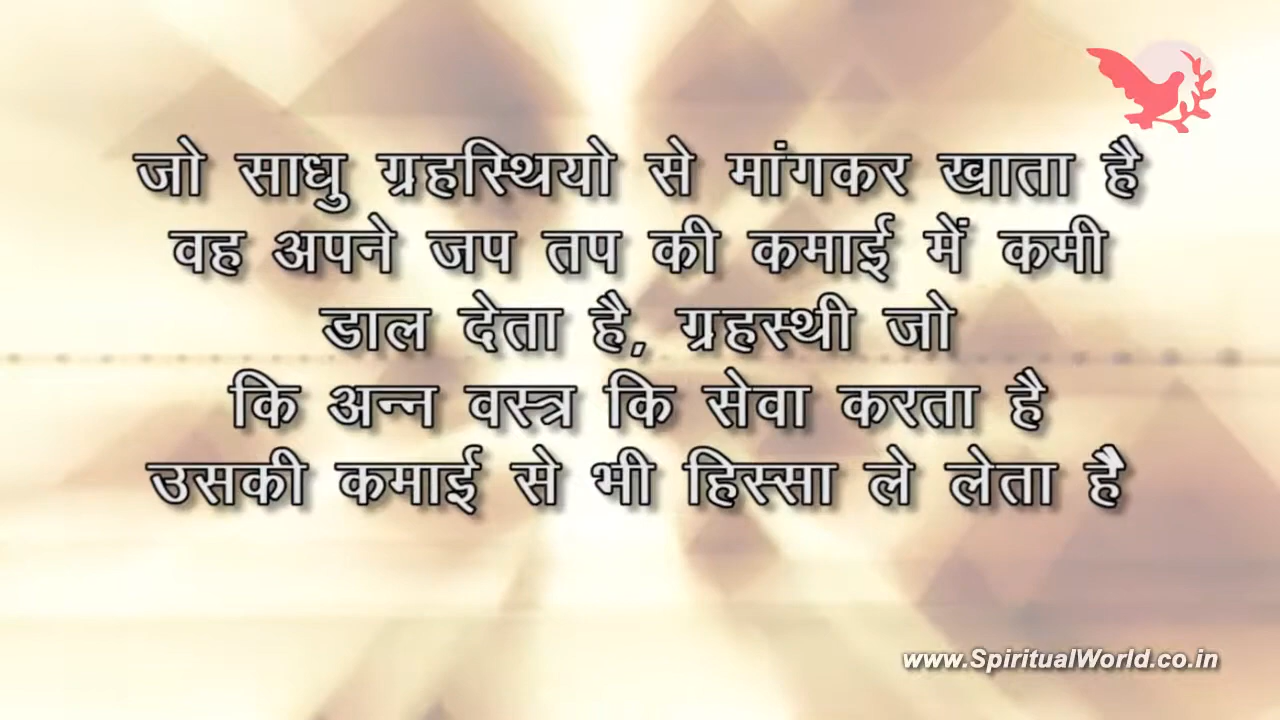 जो साधु ग्रहस्थियो से मांगकर खाता है
वह अपने जप तप की कमाई में कमी
डाल देता है, ग्रहस्थी जो
कि अन्न वस्त्र कि सेवा करता है
उसकी कमाई से भी हिस्सा ले लेता है
www.SpiritualWorld.co.in